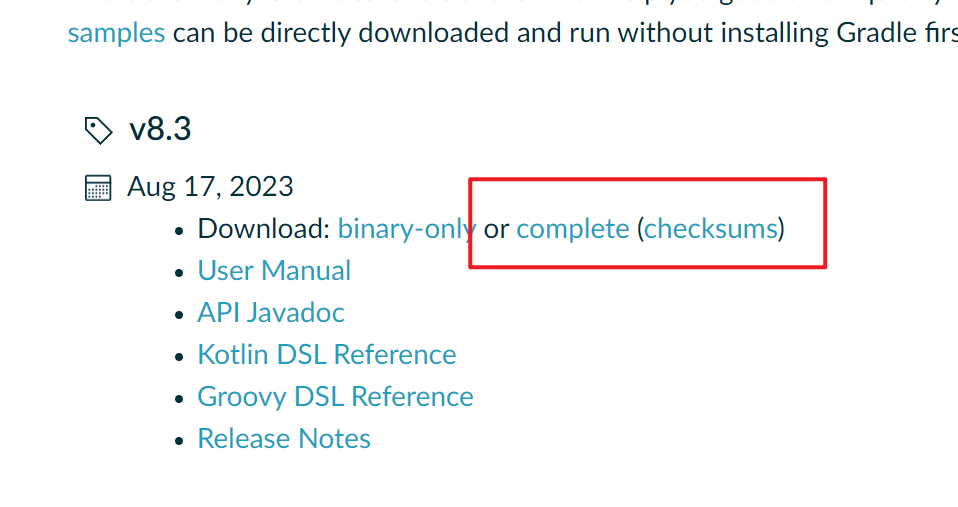 samples can be directly downloaded and run without installing Gradle
v8.3
Aug 17, 2023
Download: binary-only or complete (checksums)
User Manual
API Javadoc
Kotlin DSL Reference
Groovy DSL Reference
Release Notes